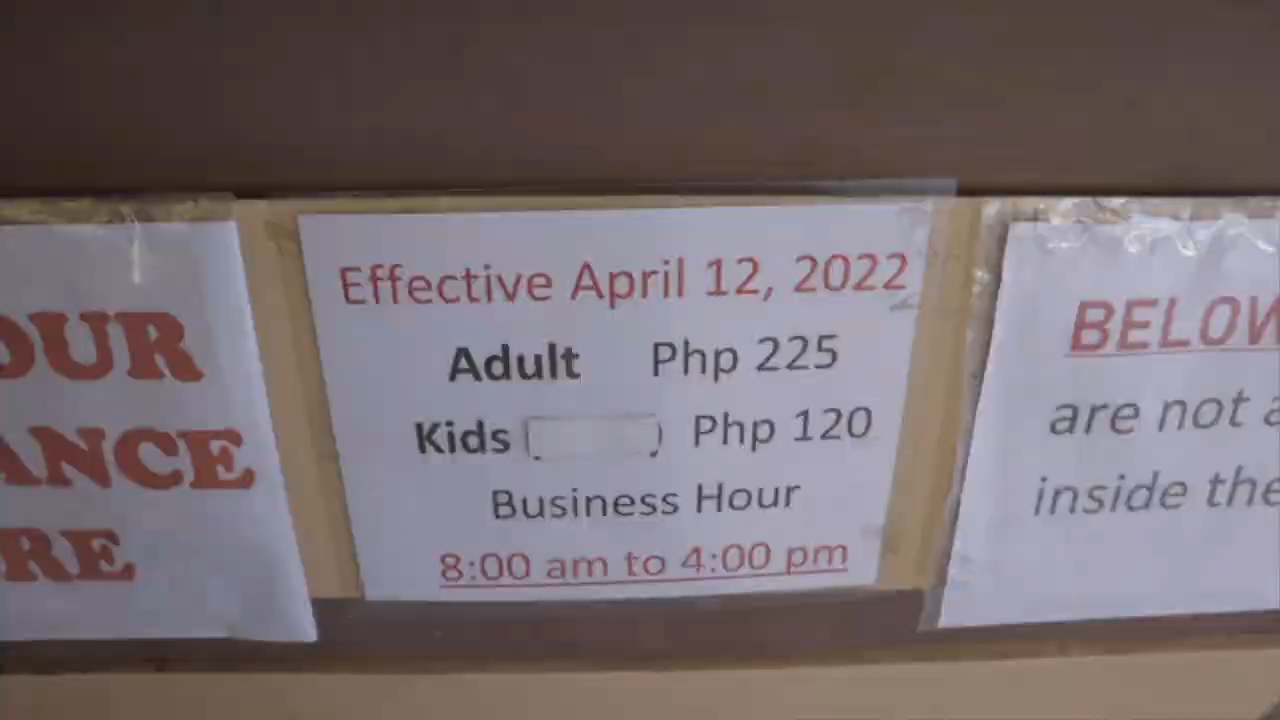 OUR
ANCE
RE
Effective April 12, 2022
Adult Php 225
Kids ( ) Php 120
Business Hour
8:00 am to 4:00 pm
BELOW
are not a
inside the